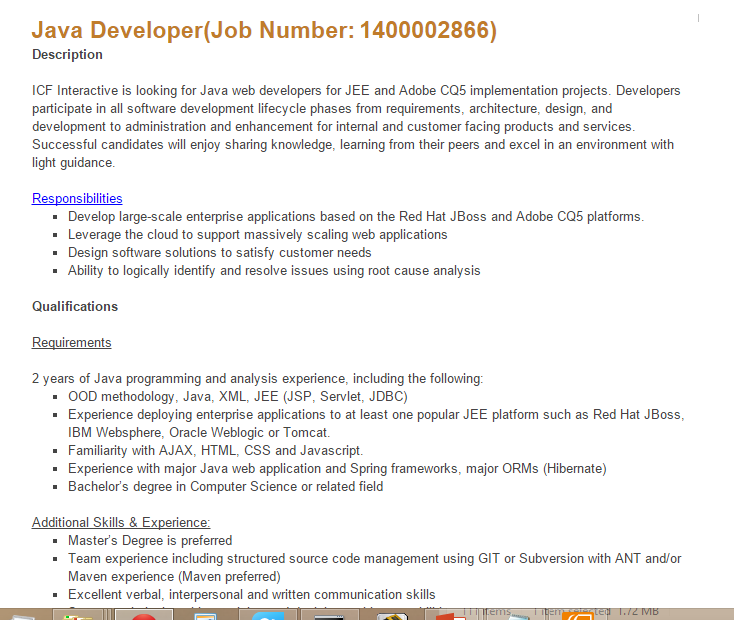 Java Developer(Job Number: 1400002866)
Description
ICF Interactive is looking for Java web developers for JEE and Adobe CQ5 implementation projects. Developers
participate in all software development lifecycle phases from requirements, architecture, design, and
development to administration and enhancement for internal and customer facing products and services.
Successful candidates will enjoy sharing knowledge, learning from their peers and excel in an environment with
light guidance.
Responsibilities
Develop large-scale enterprise applications based on the Red Hat JBoss and Adobe CQ5 platforms.
Leverage the cloud to support massively scaling web applications
Design software solutions to satisfy customer needs
Ability to logically identify and resolve issues using root cause analysis
Qualifications
Requirements
2 years of Java programming and analysis experience, including the following:
OOD methodology, Java, XML, JEE (JSP, Servlet, JDBC)
Experience deploying enterprise applications to at least one popular JEE platform such as Red Hat JBoss,
IBM Websphere, Oracle Weblogic or Tomcat.
Familiarity with AJAX, HTML, CSS and Javascript.
Experience with major Java web application and Spring frameworks, major ORMs (Hibernate)
Bachelor's degree in Computer Science or related field
Additional Skills & Experience:
Master's Degree is preferred
Team experience including structured source code management using GIT or Subversion with ANT and/or
Maven experience (Maven preferred)
Excellent verbal, interpersonal and written communication skills
111 items 1 item selected 1.72 MB